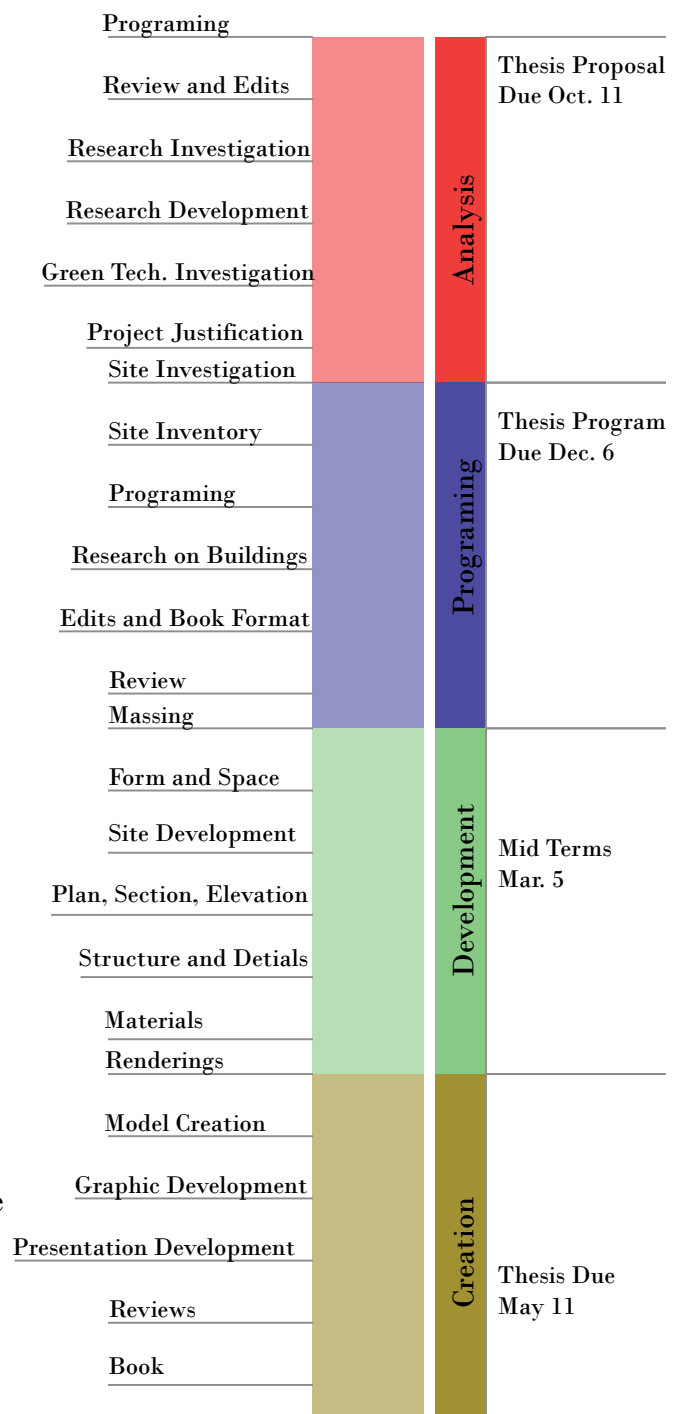 Programing
Review and Edits
Research Investigation
Research Development
Green Tech. Investigation
Project Justification
Site Investigation
Site Inventory
Programing
Research on Buildings
Edits and Book Format
Review
Massing
Form and Space
Site Development
Plan, Section, Elevation
Structure and Detials
Materials
Renderings
Model Creation
Graphic Development
e
Presentation Development
Reviews
Book
Analysis
Programing
Development
Creation
Thesis Proposal
Due Oct. 11
Thesis Program
Due Dec. 6
Mid Terms
Mar. 5
Thesis Due
May 11